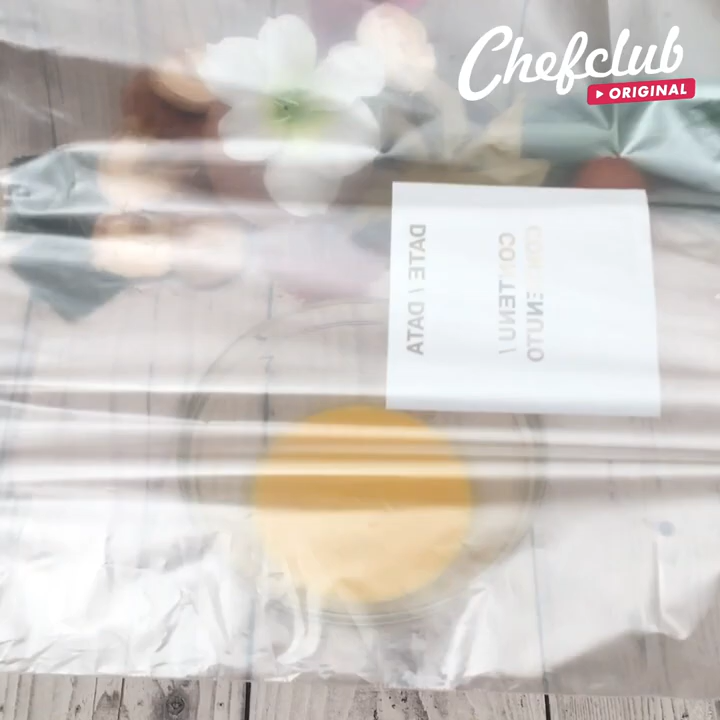 Chefclub
ORIGINAL
DATE / DATA
CONTENU /
CONTENUTO